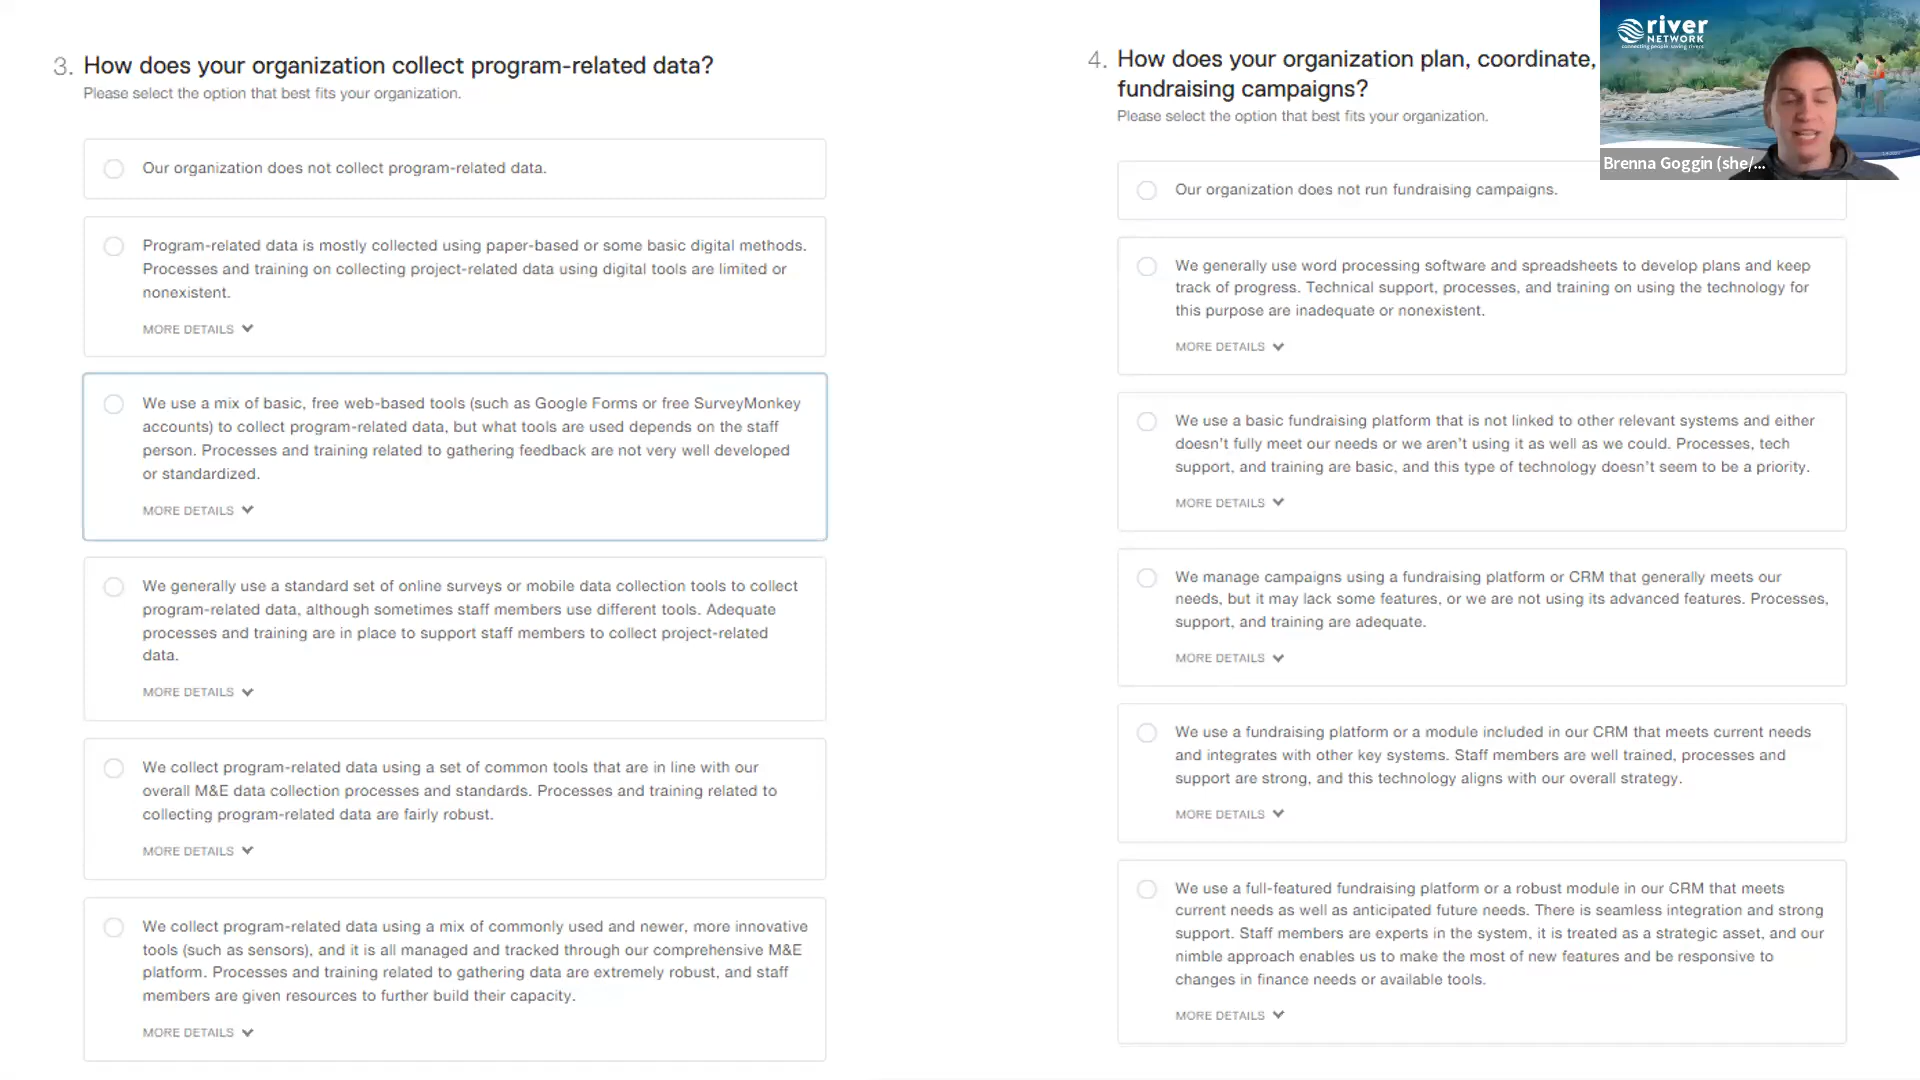 3. How does your organization collect program-related data?
Please select the option that best fits your organization.
Our organization does not collect program-related data.
Program-related data is mostly collected using paper-based or some basic digital methods.
Processes and training on collecting project-related data using digital tools are limited or
nonexistent.
MORE DETAILS
We use a mix of basic, free web-based tools (such as Google Forms or free SurveyMonkey
accounts) to collect program-related data, but what tools are used depends on the staff
person. Processes and training related to gathering feedback are not very well developed
or standardized.
MORE DETAILS
We generally use a standard set of online surveys or mobile data collection tools to collect
program-related data, although sometimes staff members use different tools. Adequate
processes and training are in place to support staff members to collect project-related
data.
MORE DETAILS
We collect program-related data using a set of common tools that are in line with our
overall M&E data collection processes and standards. Processes and training related to
collecting program-related data are fairly robust.
MORE DETAILS
We collect program-related data using a mix of commonly used and newer, more innovative
tools (such as sensors), and it is all managed and tracked through our comprehensive M&E
platform. Processes and training related to gathering data are extremely robust, and staff
members are given resources to further build their capacity.
MORE DETAILS
4. How does your organization plan, coordinate,
fundraising campaigns?
Please select the option that best fits your organization.
Our organization does not run fundraising campaigns.
We generally use word processing software and spreadsheets to develop plans and keep
track of progress. Technical support, processes, and training on using the technology for
this purpose are inadequate or nonexistent.
MORE DETAILS
We use a basic fundraising platform that is not linked to other relevant systems and either
doesn't fully meet our needs or we aren't using it as well as we could. Processes, tech
support, and training are basic, and this type of technology doesn't seem to be a priority.
MORE DETAILS
We manage campaigns using a fundraising platform or CRM that generally meets our
needs, but it may lack some features, or we are not using its advanced features. Processes,
support, and training are adequate.
MORE DETAILS
We use a fundraising platform or a module included in our CRM that meets current needs
and integrates with other key systems. Staff members are well trained, processes and
support are strong, and this technology aligns with our overall strategy.
MORE DETAILS
We use a full-featured fundraising platform or a robust module in our CRM that meets
current needs as well as anticipated future needs. There is seamless integration and strong
support. Staff members are experts in the system, it is treated as a strategic asset, and our
nimble approach enables us to make the most of new features and be responsive to
changes in finance needs or available tools.
MORE DETAILS
river
NETWORK
connecting people saving rivers
Brenna Goggin (she/...